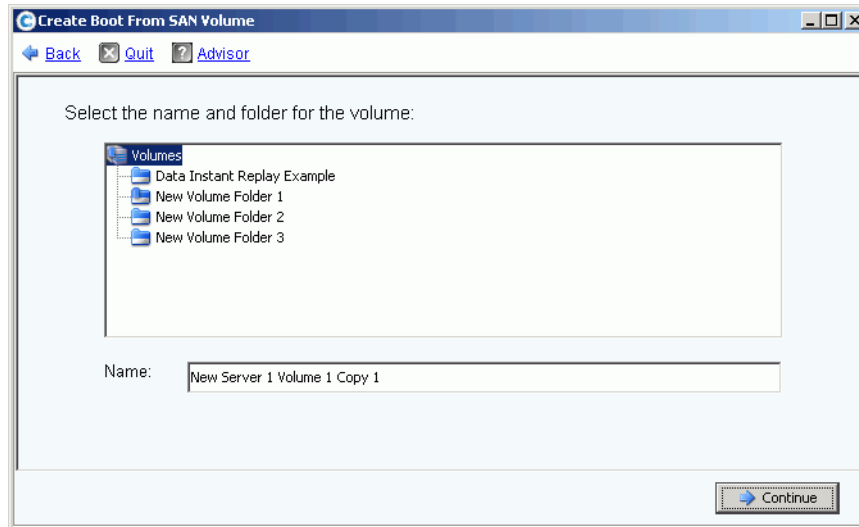 Create Boot From SAN Volume
Back Quit Advisor
Select the name and folder for the volume:
Volumes
Data Instant Replay Example
New Volume Folder 1
New Volume Folder 2
New Volume Folder 3
Name: New Server 1 Volume 1 Copy 1
Continue